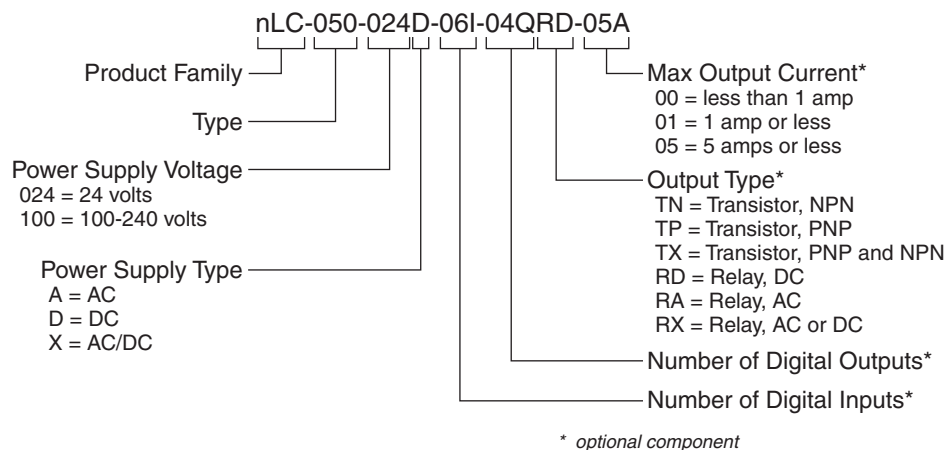 nLC-050-024D-06I-04QRD-05A
Product Family
Type
Power Supply Voltage
024 = 24 volts
100 = 100-240 volts
Power Supply Type
A = AC
D = DC
X = AC/DC
Max Output Current*
00 = less than 1 amp
01 = 1 amp or less
05 = 5 amps or less
Output Type*
TN = Transistor, NPN
TP = Transistor, PNP
TX = Transistor, PNP and NPN
RD = Relay, DC
RA = Relay, AC
RX = Relay, AC or DC
Number of Digital Outputs*
Number of Digital Inputs*
* optional component